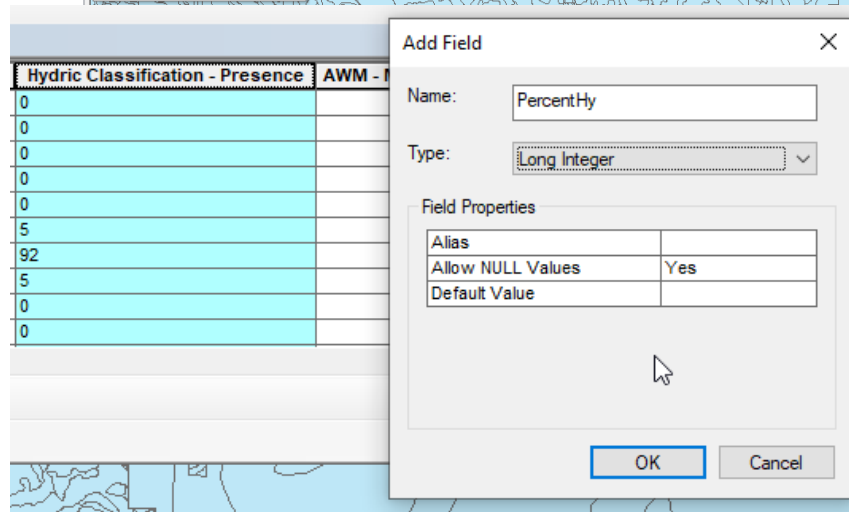 Hydric Classification - Presence
AWM -
0
0
0
0
0
5
92
5
0
0
Add Field
Name:
PercentHy
Type:
Long Integer
Field Properties
Alias
Allow NULL Values Yes
Default Value
OK Cancel